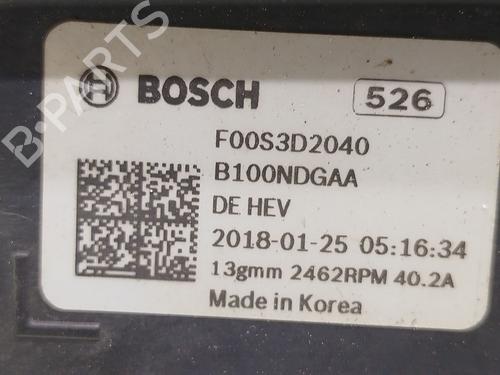 BOSCH 526
F00S3D2040
B100NDGAA
DE HEV
2018-01-25 05:16:34
13gmm 2462RPM 40.2A
Made in Korea
B-PARTS